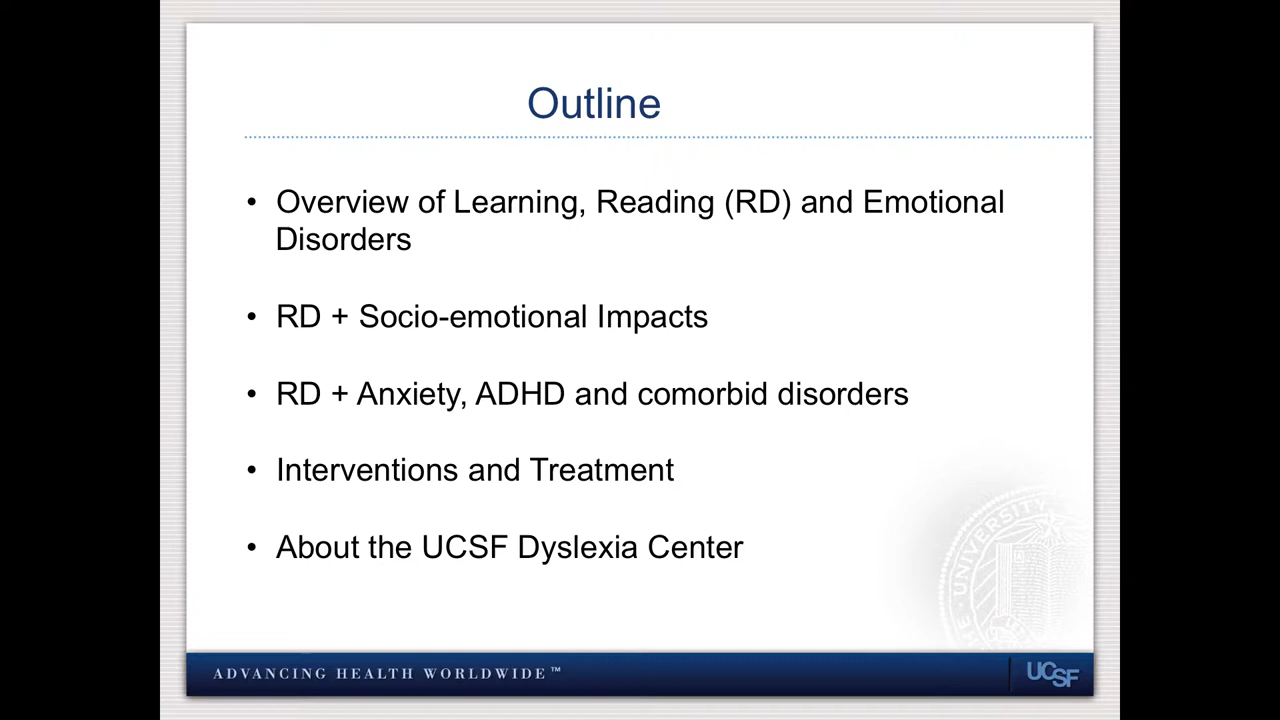 Outline
• Overview of Learning, Reading (RD) and Emotional
Disorders
• RD + Socio-emotional Impacts
• RD + Anxiety, ADHD and comorbid disorders
• Interventions and Treatment
• About the UCSF Dyslexia Center
UNIVERSITY
ADVANCING HEALTH WORLDWIDE™
UCSF